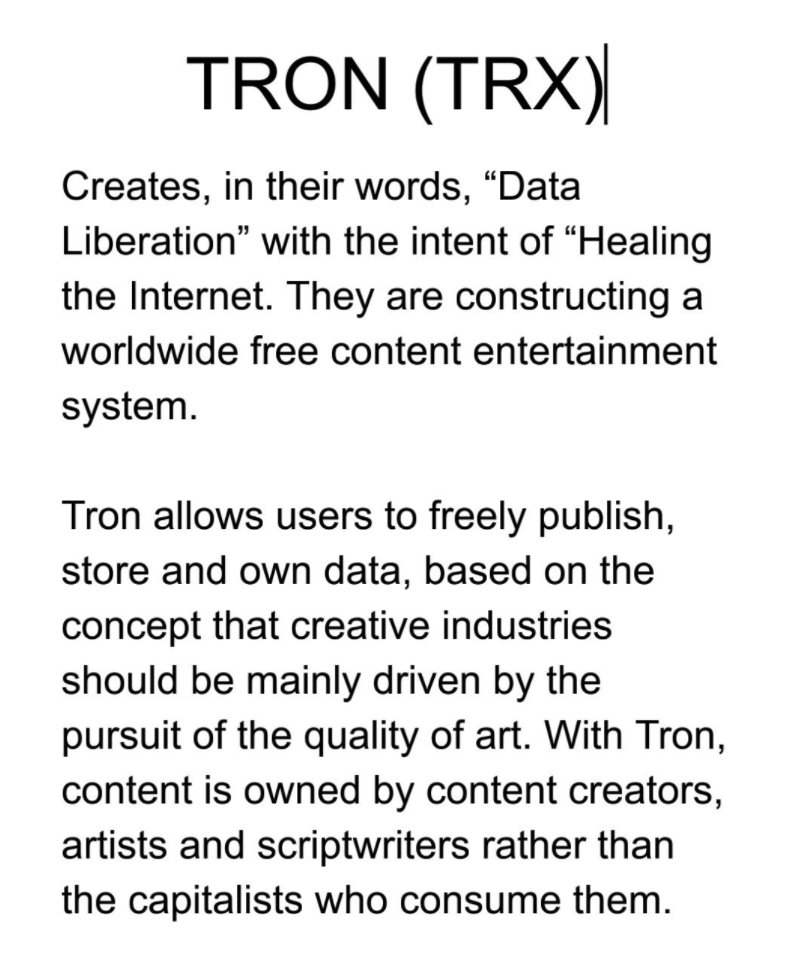 TRON (TRX)
Creates, in their words, “Data
Liberation” with the intent of “Healing
the Internet. They are constructing a
worldwide free content entertainment
system.
Tron allows users to freely publish,
store and own data, based on the
concept that creative industries
should be mainly driven by the
pursuit of the quality of art. With Tron,
content is owned by content creators,
artists and scriptwriters rather than
the capitalists who consume them.